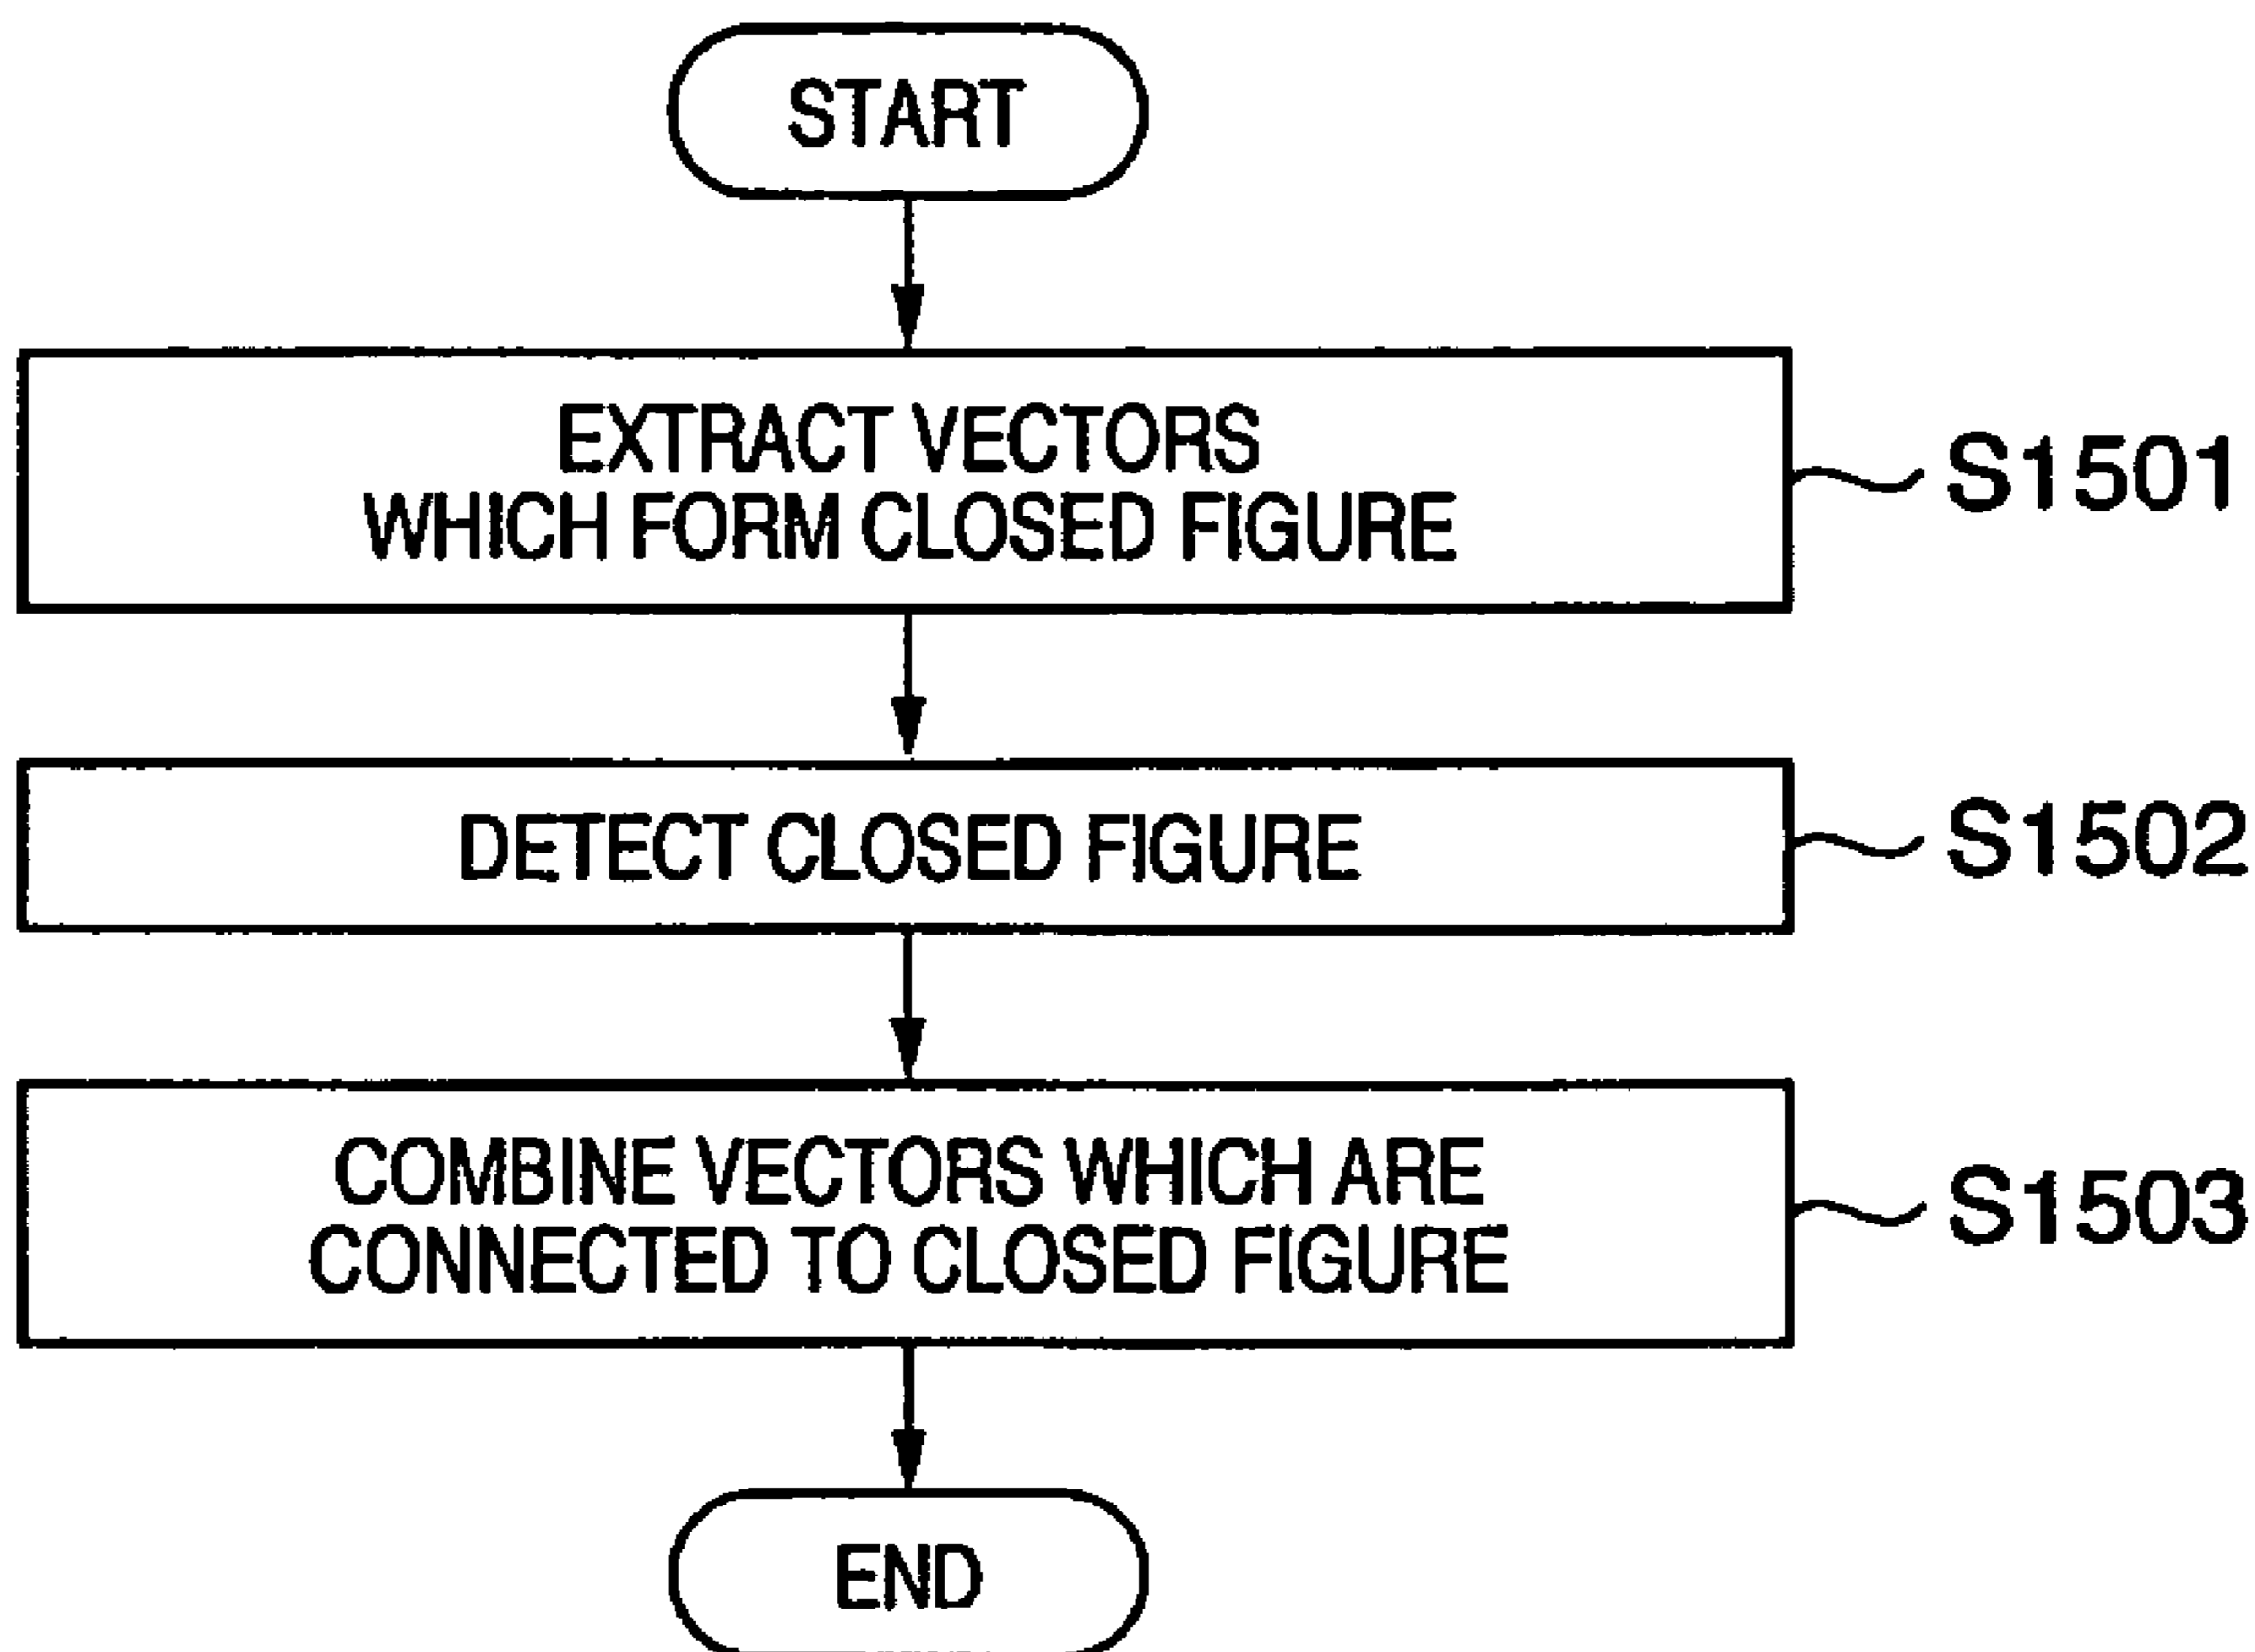 START
EXTRACT VECTORS
WHICH FORM CLOSED FIGURE
S1501
DETECT CLOSED FIGURE
S1502
COMBINE VECTORS WHICH ARE
CONNECTED TO CLOSED FIGURE
S1503
END